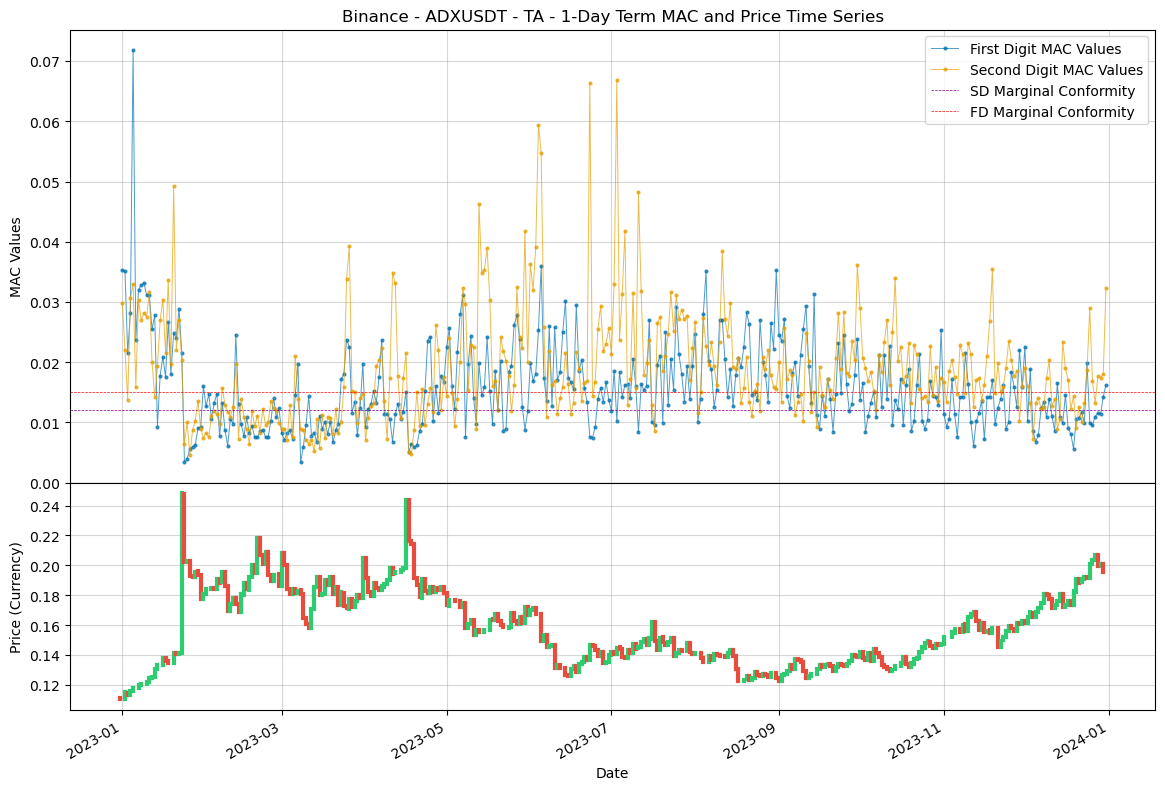 Binance - ADXUSDT - TA - 1-Day Term MAC and Price Time Series
First Digit MAC Values
Second Digit MAC Values
SD Marginal Conformity
FD Marginal Conformity
MAC Values
0.07
0.06
0.05
0.04
0.03
0.02
0.01
0.00
Price (Currency)
0.24
0.22
0.20
0.18
0.16
0.14
0.12
2023-01
2023-03
2023-05
2023-07
2023-09
2023-11
2024-01
Date